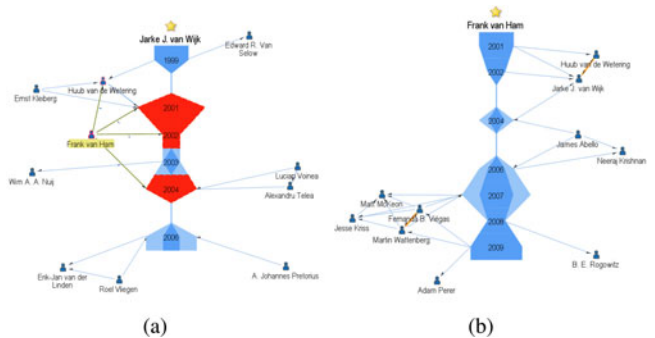 Jarke J. van Wijk
Edward R. Van
Selow
1999
Huub van de Wetering
Ernst Kleiberg
2001
2002
Frank van Ham
2003
Wim A. A. Nuij
2004
Lucian Voinea
Alexandru Telea
2006
Erik-Jan van der
Linden
Roel Vliegen
A. Johannes Pretorius
(a)
Frank van Ham
2001
Huub van de Wetering
2002
Jarke J. van Wijk
2004
James Abello
Neeraj Krishnan
2006
2007
Matt McKeon
Fernanda B. Viegas
Jesse Kriss
Martin Wattenberg
2008
2009
B. E. Rogowitz
Adam Perer
(b)